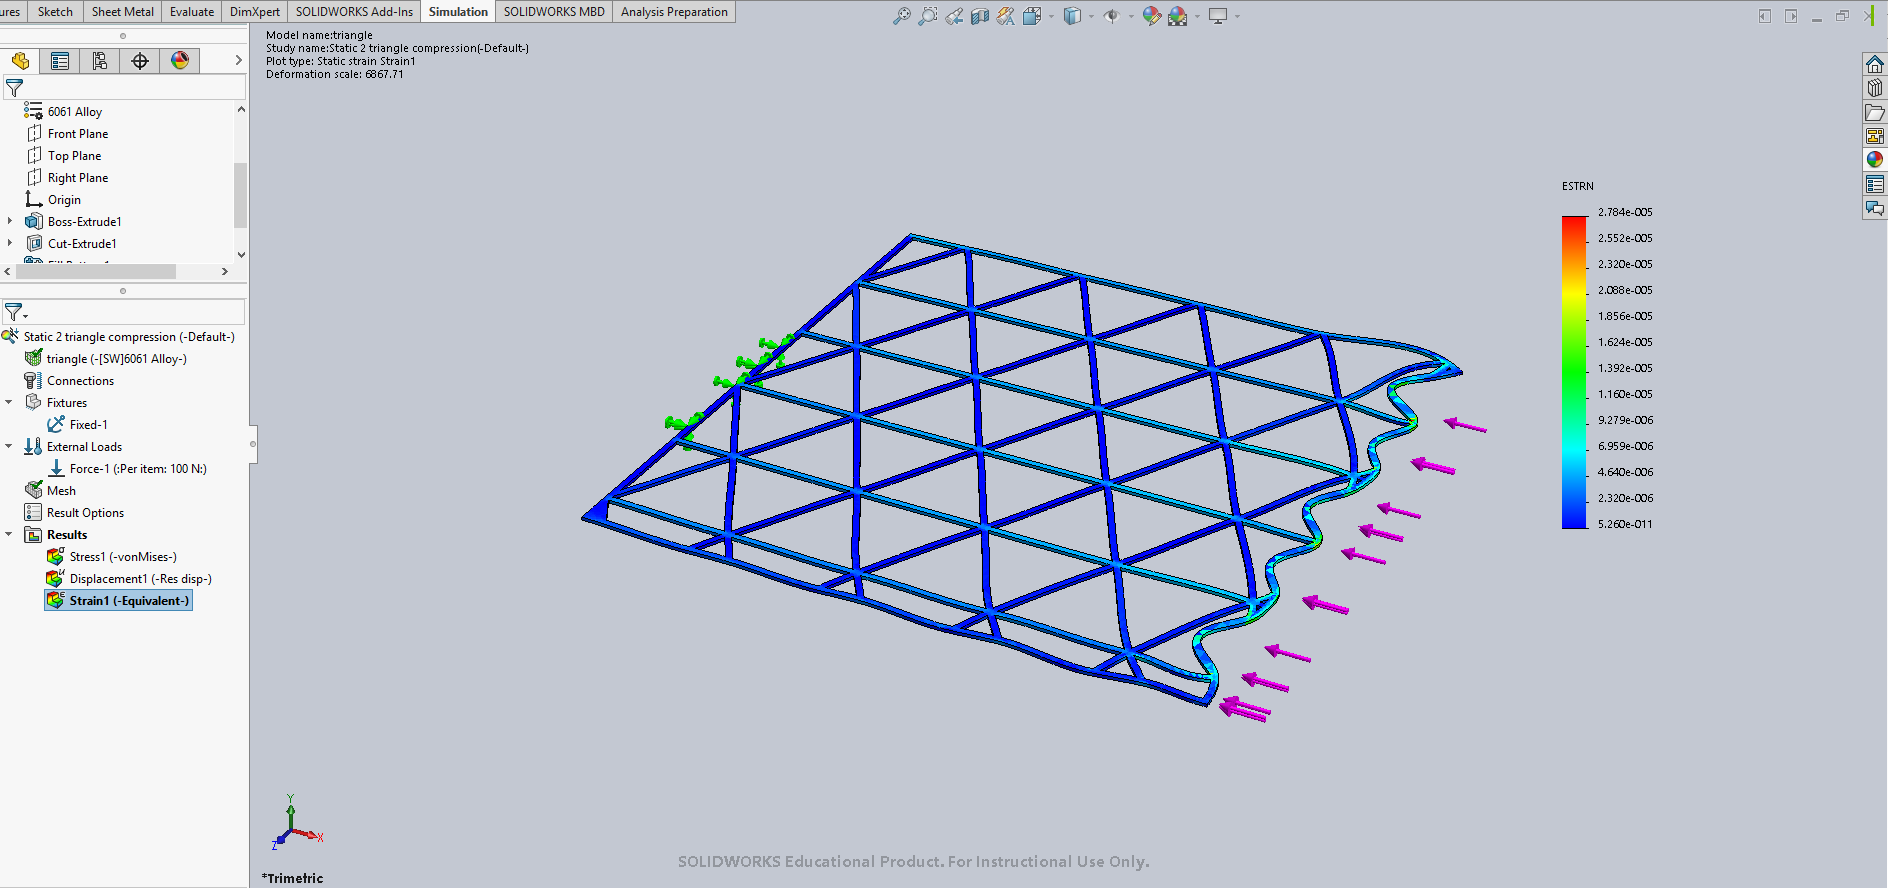 ures Sketch Sheet Metal Evaluate DimXpert SOLIDWORKS Add-Ins Simulation SOLIDWORKS MBD Analysis Preparation
Model name:triangle
Study name:Static 2 triangle compression(-Default-)
Plot type: Static strain Strain1
Deformation scale: 6867.71
6061 Alloy
Front Plane
Top Plane
Right Plane
Origin
Boss-Extrude1
Cut-Extrude1
Static 2 triangle compression (-Default-)
triangle (-[SW]6061 Alloy-)
Connections
Fixtures
Fixed-1
External Loads
Force-1 (:Per item: 100 N:)
Mesh
Result Options
Results
Stress1 (-vonMises-)
Displacement1 (-Res disp-)
Strain1 (-Equivalent-)
ESTRN
2.784e-005
2.552e-005
2.320e-005
2.088e-005
1.856e-005
1.624e-005
1.392e-005
1.160e-005
9.279e-006
6.959e-006
4.640e-006
2.320e-006
5.260e-011
Y
X
Z
SOLIDWORKS Educational Product. For Instructional Use Only.
*Trimetric